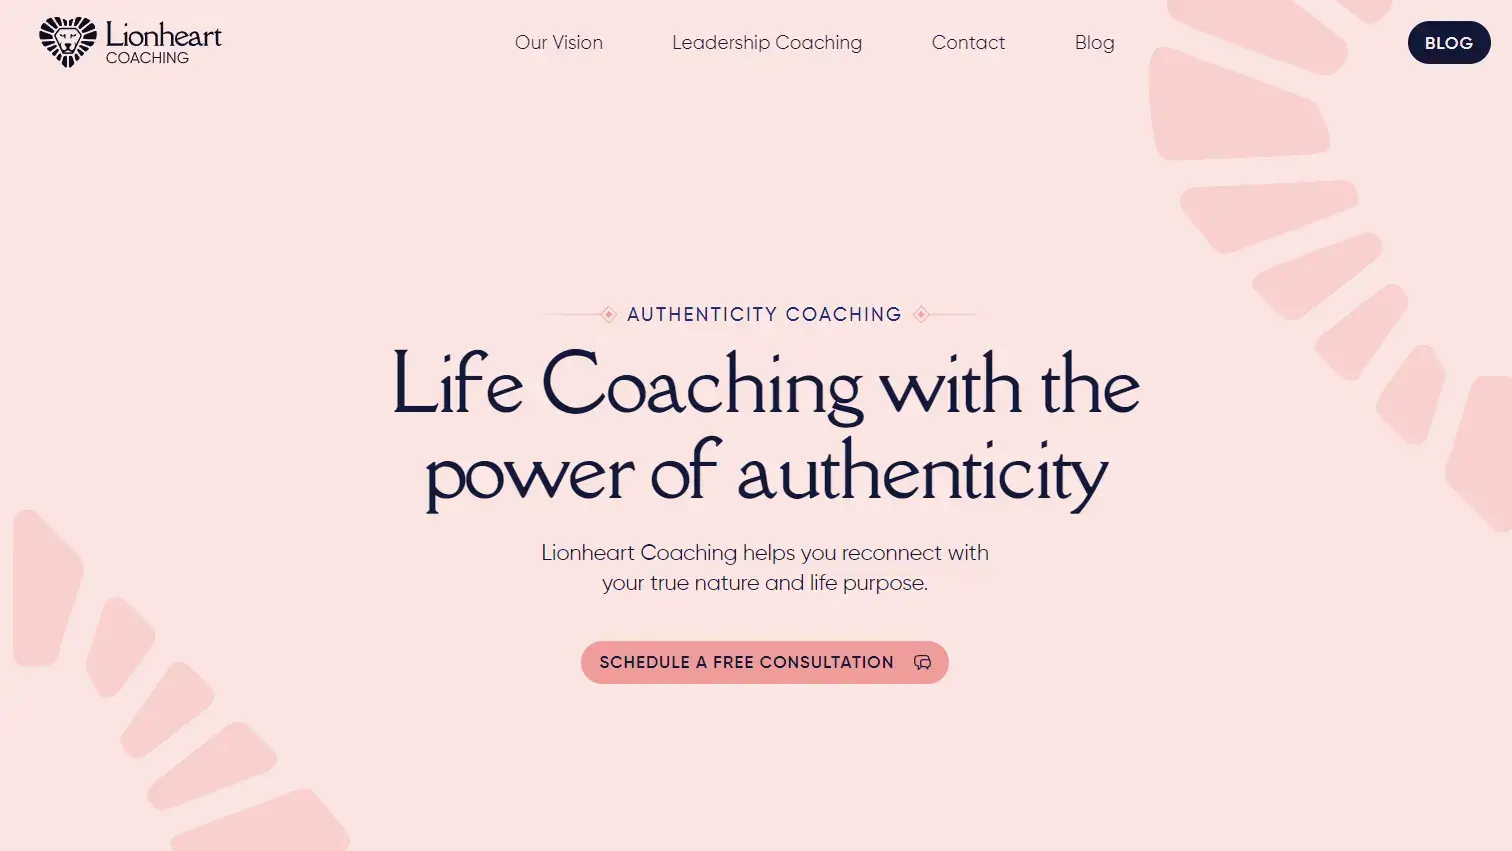 Lionheart
COACHING
Our Vision
Leadership Coaching
Contact
Blog
BLOG
AUTHENTICITY COACHING
Life Coaching with the
power of authenticity
Lionheart Coaching helps you reconnect with
your true nature and life purpose.
SCHEDULE A FREE CONSULTATION